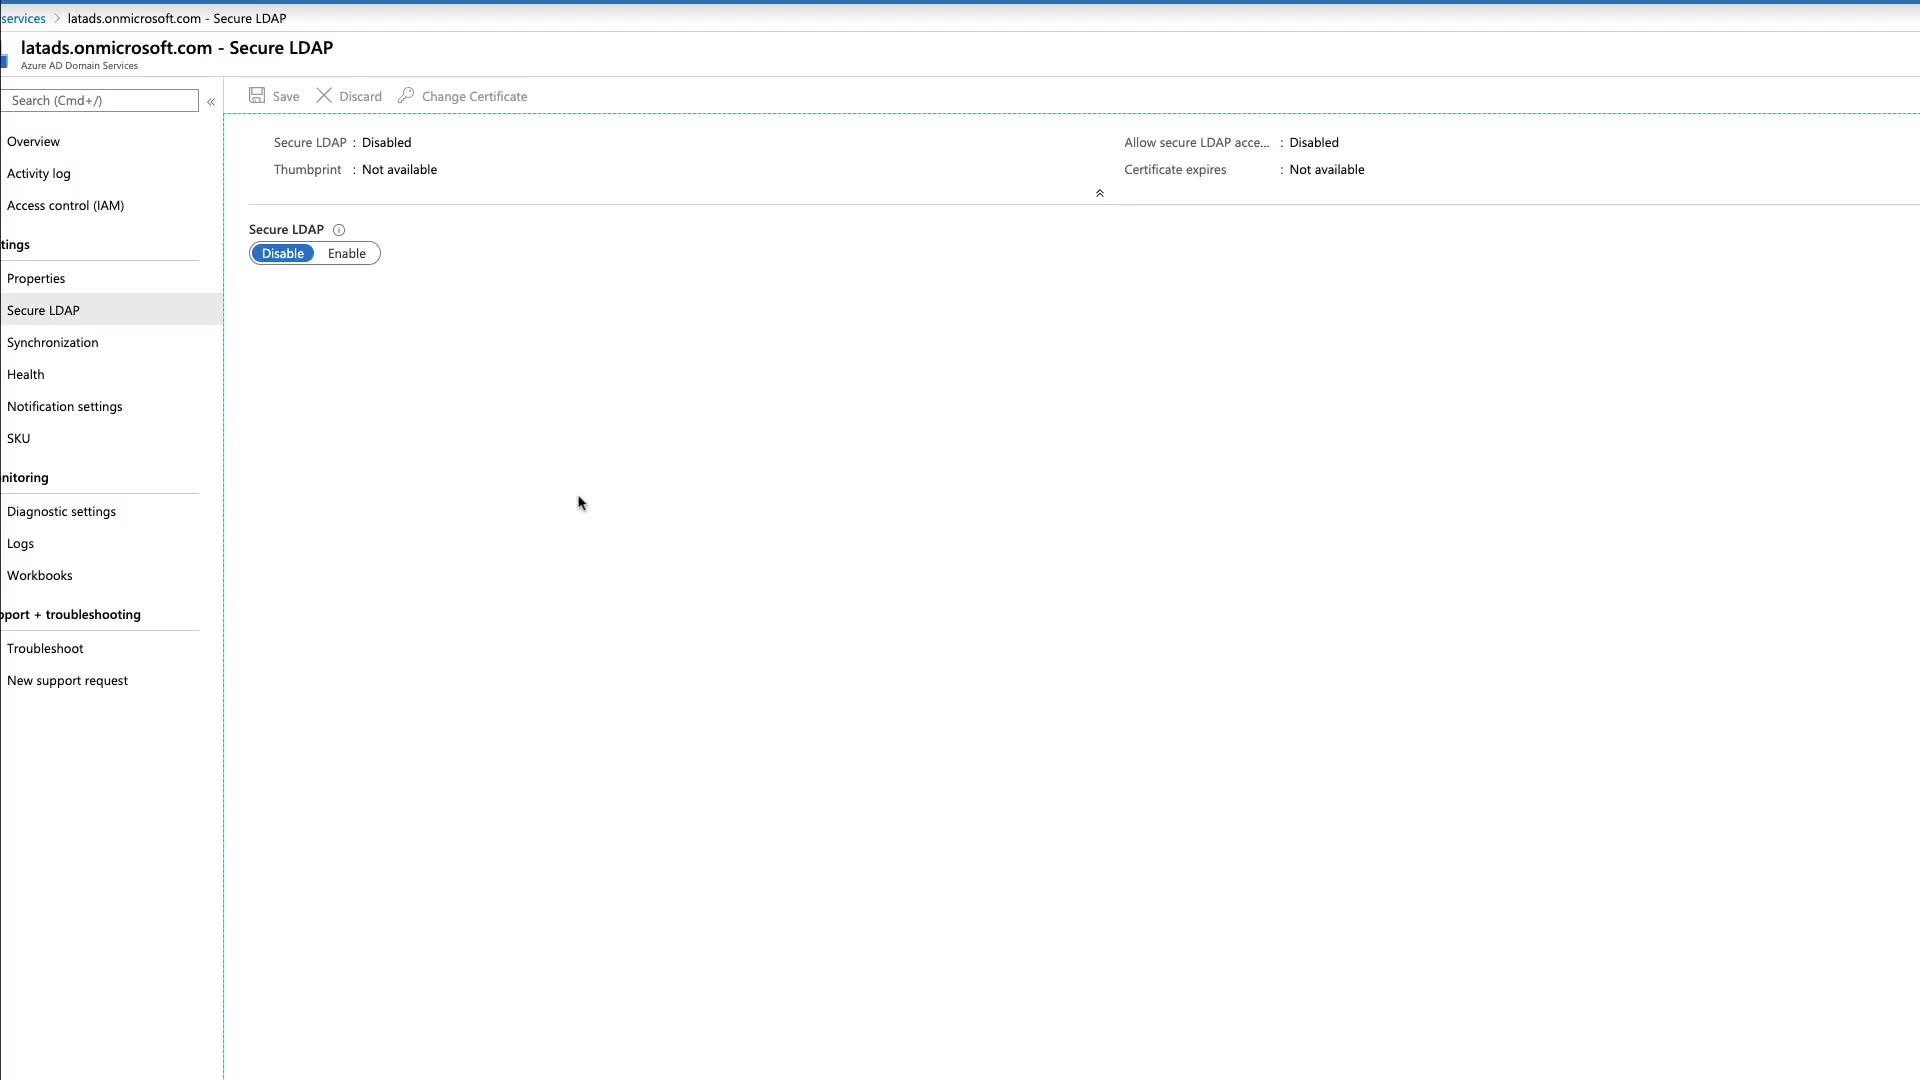 services > latads.onmicrosoft.com - Secure LDAP
latads.onmicrosoft.com - Secure LDAP
Azure AD Domain Services
Search (Cmd+/)
«
Overview
Activity log
Access control (IAM)
tings
Properties
Secure LDAP
Synchronization
Health
Notification settings
SKU
nitoring
Diagnostic settings
Logs
Workbooks
pport + troubleshooting
Troubleshoot
New support request
Save Discard Change Certificate
Secure LDAP : Disabled
Thumbprint : Not available
Allow secure LDAP acce... : Disabled
Certificate expires : Not available
Secure LDAP
Disable Enable